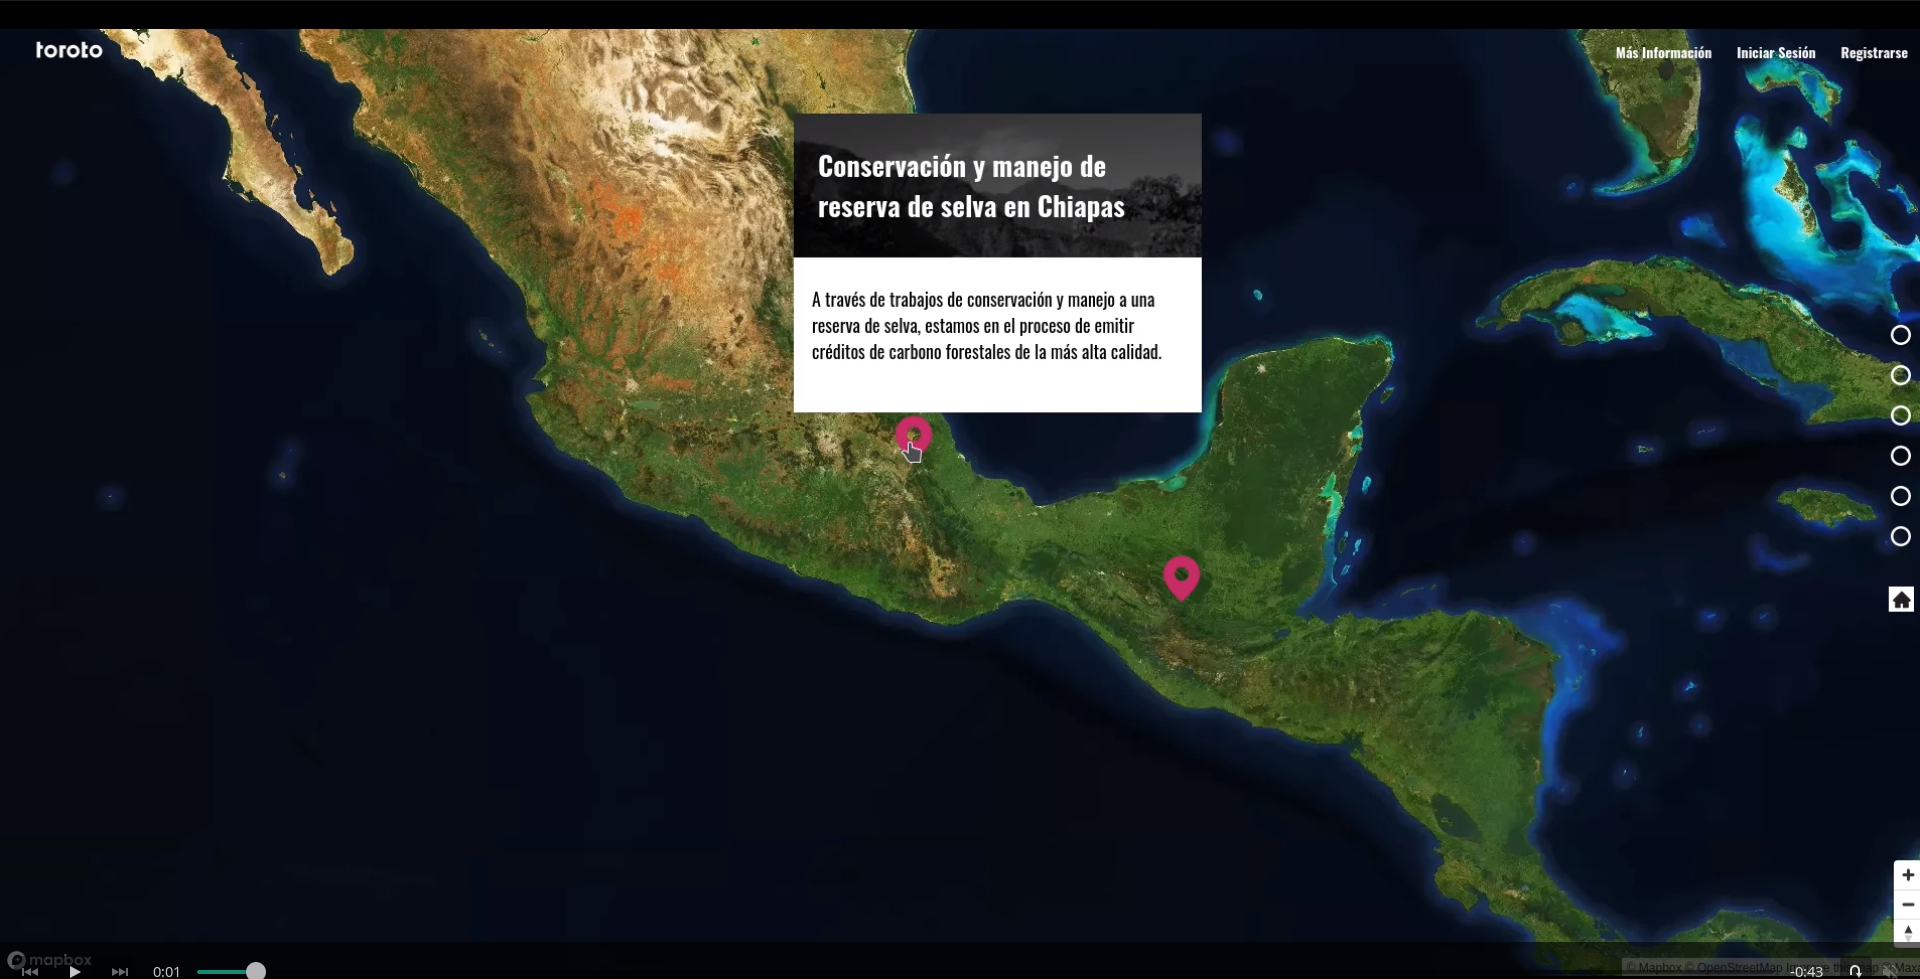 toroto
Más Información Iniciar Sesión Registrarse
Conservación y manejo de
reserva de selva en Chiapas
A través de trabajos de conservación y manejo a una
reserva de selva, estamos en el proceso de emitir
créditos de carbono forestales de la más alta calidad.
mapbox
© Mapbox © OpenStreetMap
0:01
-0:43